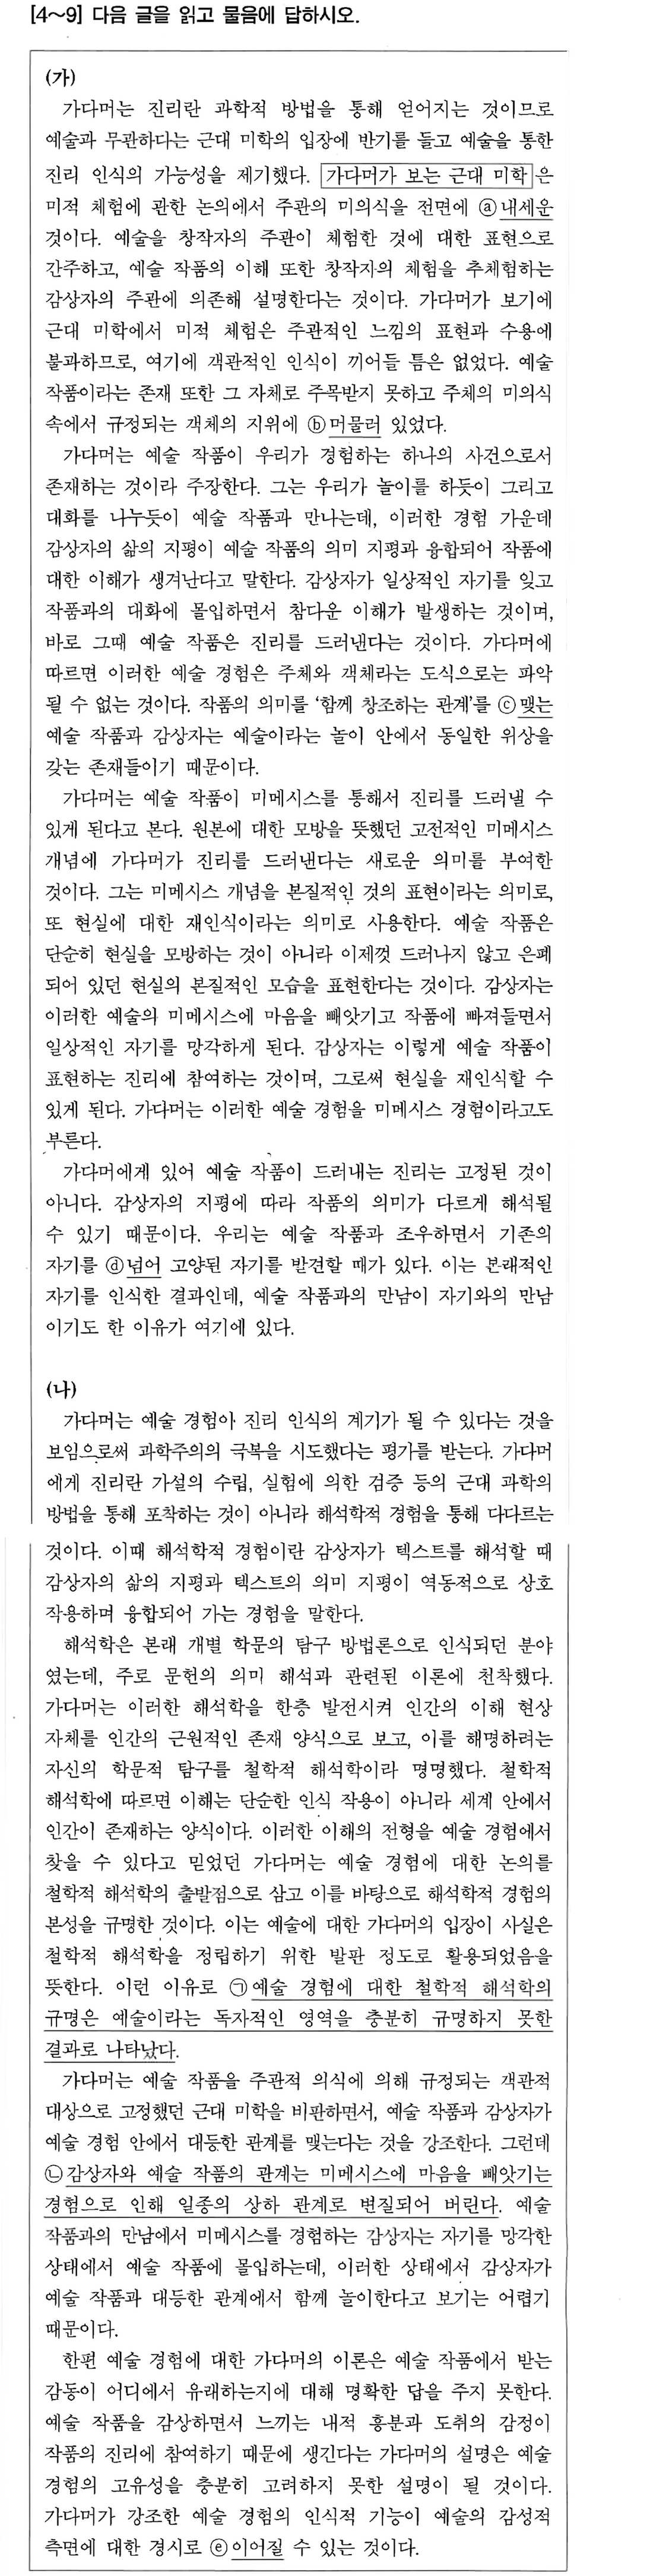 [4~9] 다음 글을 읽고 물음에 답하시오.
(가)
가다머는 진리란 과학적 방법을 통해 얻어지는 것이므로
예술과 무관하다는 근대 미학의 입장에 반기를 들고 예술을 통한
진리 인식의 가능성을 제기했다. 가다머가 보는 근대 미학은
미적 체험에 관한 논의에서 주관의 미의식을 전면에 ⓐ내세운
것이다. 예술을 창작자의 주관이 체험한 것에 대한 표현으로
간주하고, 예술 작품의 이해 또한 창작자의 체험을 추체험하는
감상자의 주관에 의존해 설명한다는 것이다. 가다머가 보기에
근대 미학에서 미적 체험은 주관적인 느낌의 표현과 수용에
불과하므로, 여기에 객관적인 인식이 끼어들 틈은 없었다. 예술
작품이라는 존재 또한 그 자체로 주목받지 못하고 주체의 미의식
속에서 규정되는 객체의 지위에 ⓑ머물러 있었다.
가다머는 예술 작품이 우리가 경험하는 하나의 사건으로서
존재하는 것이라 주장한다. 그는 우리가 놀이를 하듯이 그리고
대화를 나누듯이 예술 작품과 만나는데, 이러한 경험 가운데
감상자의 삶의 지평이 예술 작품의 의미 지평과 융합되어 작품에
대한 이해가 생겨난다고 말한다. 감상자가 일상적인 자기를 잊고
작품과의 대화에 몰입하면서 참다운 이해가 발생하는 것이며,
바로 그때 예술 작품은 진리를 드러낸다는 것이다. 가다머에
따르면 이러한 예술 경험은 주체와 객체라는 도식으로는 파악
될 수 없는 것이다. 작품의 의미를 ‘함께 창조하는 관계’를 ⓒ맺는
예술 작품과 감상자는 예술이라는 놀이 안에서 동일한 위상을
갖는 존재들이기 때문이다.
가다머는 예술 작품이 미메시스를 통해서 진리를 드러낼 수
있게 된다고 본다. 원본에 대한 모방을 뜻했던 고전적인 미메시스
개념에 가다머가 진리를 드러낸다는 새로운 의미를 부여한
것이다. 그는 미메시스 개념을 본질적인 것의 표현이라는 의미로,
또 현실에 대한 재인식이라는 의미로 사용한다. 예술 작품은
단순히 현실을 모방하는 것이 아니라 이제껏 드러나지 않고 은폐
되어 있던 현실의 본질적인 모습을 표현한다는 것이다. 감상자는
이러한 예술의 미메시스에 마음을 빼앗기고 작품에 빠져들면서
일상적인 자기를 망각하게 된다. 감상자는 이렇게 예술 작품이
표현하는 진리에 참여하는 것이며, 그로써 현실을 재인식할 수
있게 된다. 가다머는 이러한 예술 경험을 미메시스 경험이라고도
부른다.
가다머에게 있어 예술 작품이 드러내는 진리는 고정된 것이
아니다. 감상자의 지평에 따라 작품의 의미가 다르게 해석될
수 있기 때문이다. 우리는 예술 작품과 조우하면서 기존의
자기를 ⓓ넘어 고양된 자기를 발견할 때가 있다. 이는 본래적인
자기를 인식한 결과인데, 예술 작품과의 만남이 자기와의 만남
이기도 한 이유가 여기에 있다.
(나)
가다머는 예술 경험이 진리 인식의 계기가 될 수 있다는 것을
보임으로써 과학주의의 극복을 시도했다는 평가를 받는다. 가다머
에게 진리란 가설의 수립, 실험에 의한 검증 등의 근대 과학의
방법을 통해 포착하는 것이 아니라 해석학적 경험을 통해 다다르는
것이다. 이때 해석학적 경험이란 감상자가 텍스트를 해석할 때
감상자의 삶의 지평과 텍스트의 의미 지평이 역동적으로 상호
작용하며 융합되어 가는 경험을 말한다.
해석학은 본래 개별 학문의 탐구 방법론으로 인식되던 분야
였는데, 주로 문헌의 의미 해석과 관련된 이론에 천착했다.
가다머는 이러한 해석학을 한층 발전시켜 인간의 이해 현상
자체를 인간의 근원적인 존재 양식으로 보고, 이를 해명하려는
자신의 학문적 탐구를 철학적 해석학이라 명명했다. 철학적
해석학에 따르면 이해는 단순한 인식 작용이 아니라 세계 안에서
인간이 존재하는 양식이다. 이러한 이해의 전형을 예술 경험에서
찾을 수 있다고 믿었던 가다머는 예술 경험에 대한 논의를
철학적 해석학의 출발점으로 삼고 이를 바탕으로 해석학적 경험의
본성을 규명한 것이다. 이는 예술에 대한 가다머의 입장이 사실은
철학적 해석학을 정립하기 위한 발판 정도로 활용되었음을
뜻한다. 이런 이유로 ㉠예술 경험에 대한 철학적 해석학의
규명은 예술이라는 독자적인 영역을 충분히 규명하지 못한
결과로 나타났다.
가다머는 예술 작품을 주관적 의식에 의해 규정되는 객관적
대상으로 고정했던 근대 미학을 비판하면서, 예술 작품과 감상자가
예술 경험 안에서 대등한 관계를 맺는다는 것을 강조한다. 그런데
㉡감상자와 예술 작품의 관계는 미메시스에 마음을 빼앗기는
경험으로 인해 일종의 상하 관계로 변질되어 버린다. 예술
작품과의 만남에서 미메시스를 경험하는 감상자는 자기를 망각한
상태에서 예술 작품에 몰입하는데, 이러한 상태에서 감상자가
예술 작품과 대등한 관계에서 함께 놀이한다고 보기는 어렵기
때문이다.
한편 예술 경험에 대한 가다머의 이론은 예술 작품에서 받는
감동이 어디에서 유래하는지에 대해 명확한 답을 주지 못한다.
예술 작품을 감상하면서 느끼는 내적 흥분과 도취의 감정이
작품의 진리에 참여하기 때문에 생긴다는 가다머의 설명은 예술
경험의 고유성을 충분히 고려하지 못한 설명이 될 것이다.
가다머가 강조한 예술 경험의 인식적 기능이 예술의 감성적
측면에 대한 경시로 ⓔ이어질 수 있는 것이다.